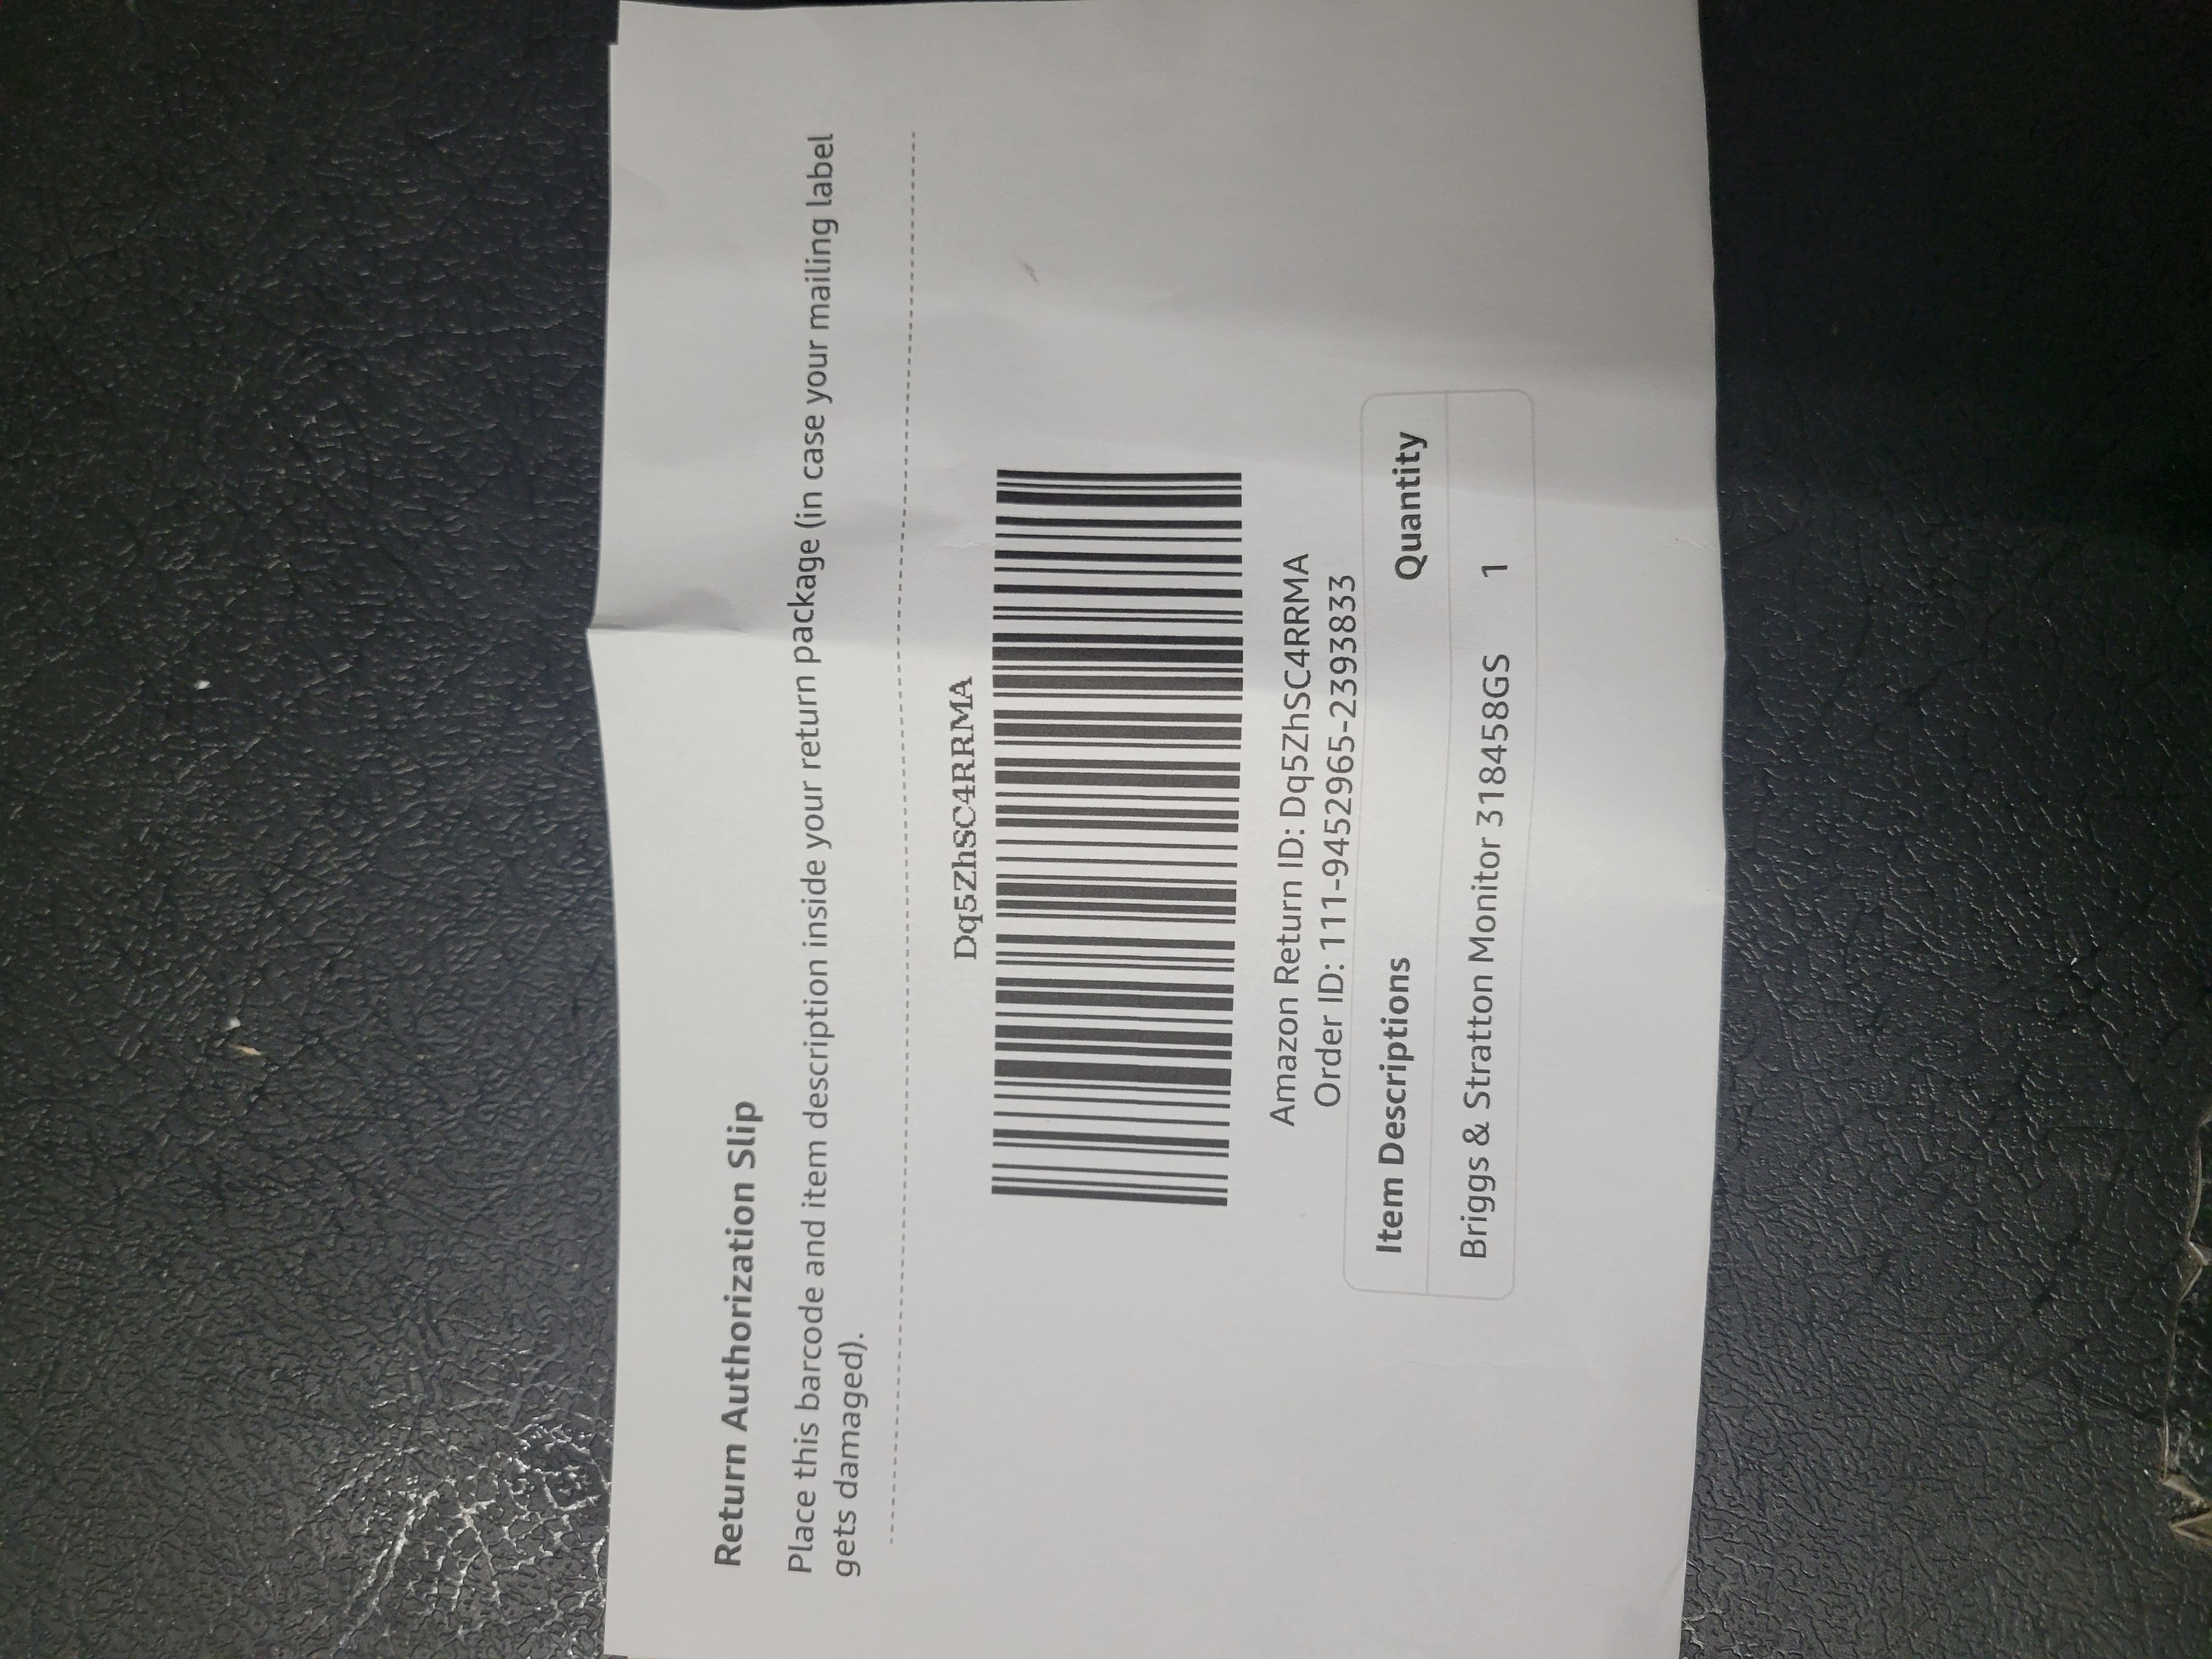 Return Authorization Slip
Place this barcode and item description inside your return package (in case your mailing label
gets damaged).
Dq5ZhSC4RRMA
Amazon Return ID: Dq5ZhSC4RRMA
Order ID: 111-9452965-2393833
Item Descriptions Quantity
Briggs & Stratton Monitor 318458GS 1